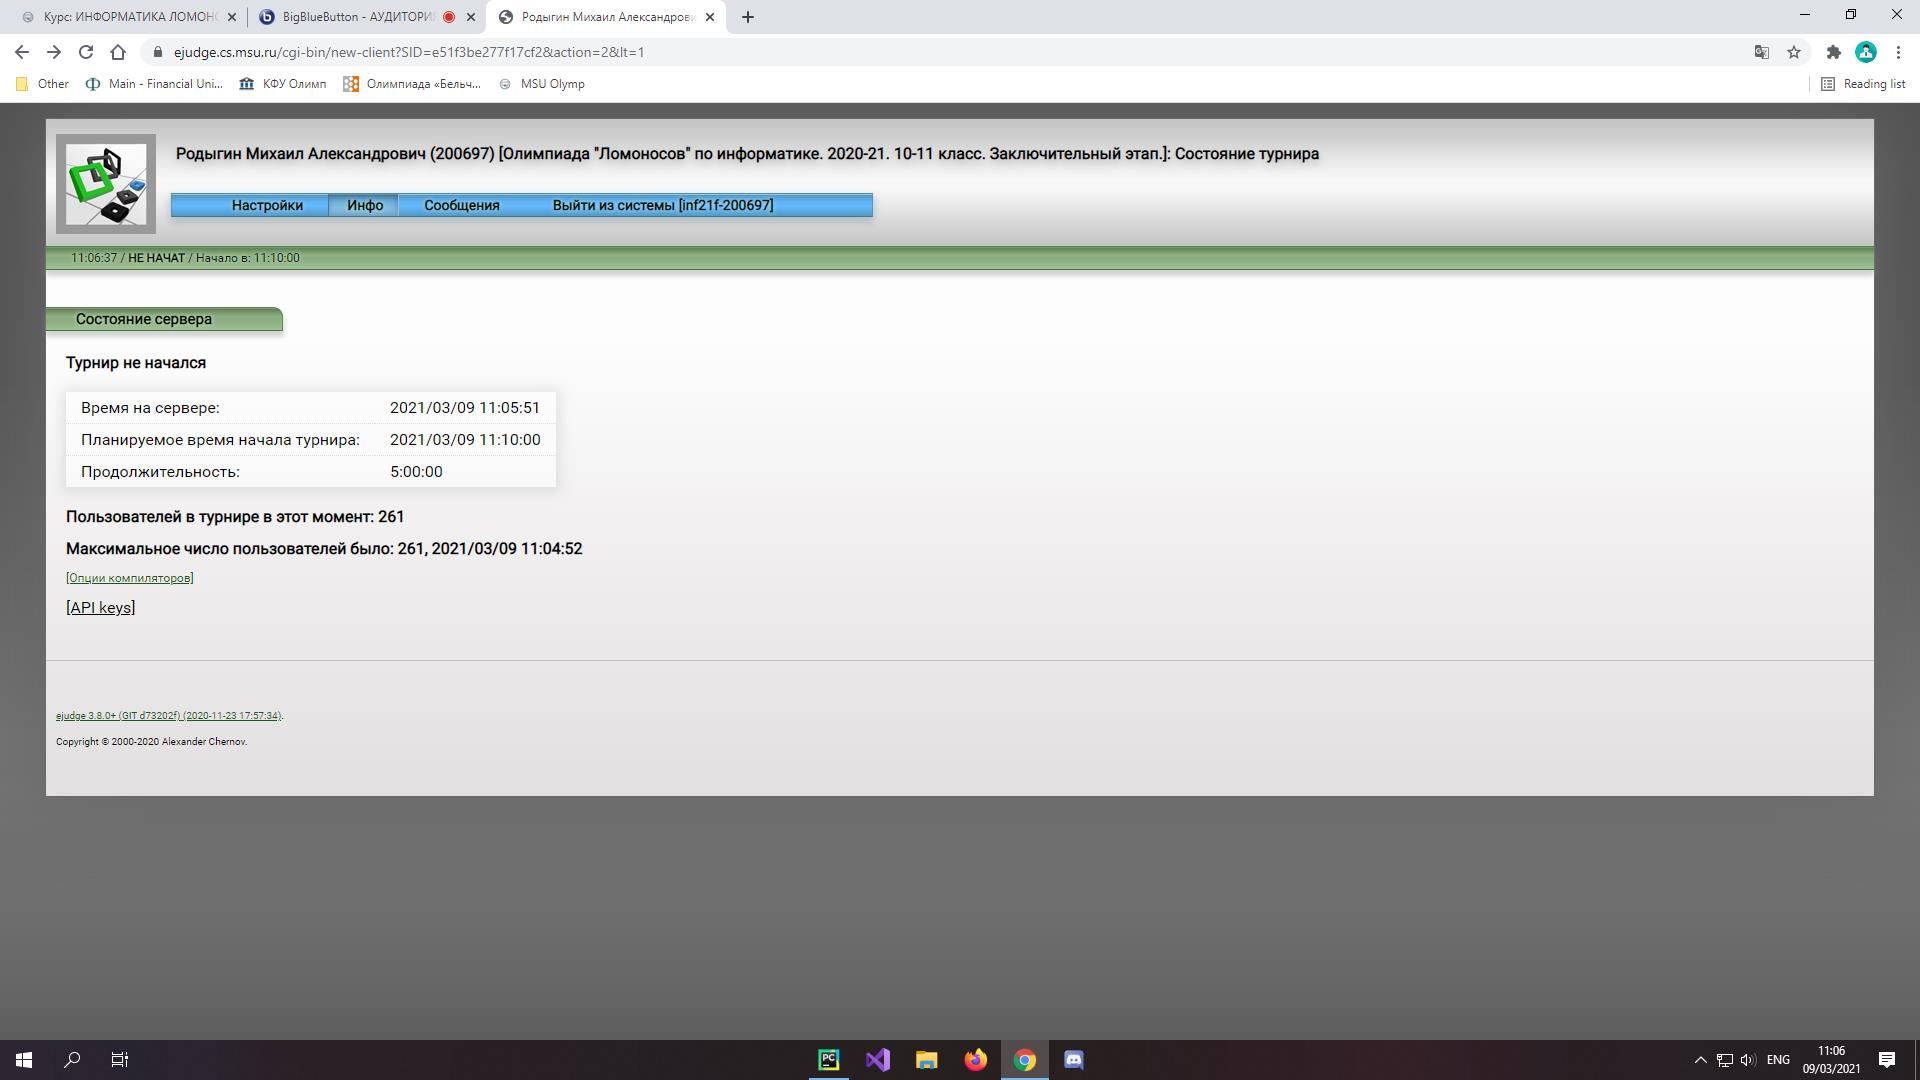 Курс: ИНФОРМАТИКА ЛОМОНО
BigBlueButton - АУДИТОРИЯ
Родыгин Михаил Александрови
ejudge.cs.msu.ru/cgi-bin/new-client?SID=e51f3be277f17cf2&action=2&lt=1
Other
Main - Financial Uni...
КФУ Олимп
Олимпиада «Бельч...
MSU Olymp
Reading list
Родыгин Михаил Александрович (200697) [Олимпиада "Ломоносов" по информатике. 2020-21. 10-11 класс. Заключительный этап.]: Состояние турнира
Настройки
Инфо
Сообщения
Выйти из системы [inf21f-200697]
11:06:37 / НЕ НАЧАТ / Начало в: 11:10:00
Состояние сервера
Турнир не начался
Время на сервере: 2021/03/09 11:05:51
Планируемое время начала турнира: 2021/03/09 11:10:00
Продолжительность: 5:00:00
Пользователей в турнире в этот момент: 261
Максимальное число пользователей было: 261, 2021/03/09 11:04:52
[Опции компиляторов]
[API keys]
ejudge 3.8.0+ (GIT d73202f) (2020-11-23 17:57:34).
Copyright © 2000-2020 Alexander Chernov.
PC
ENG
11:06
09/03/2021